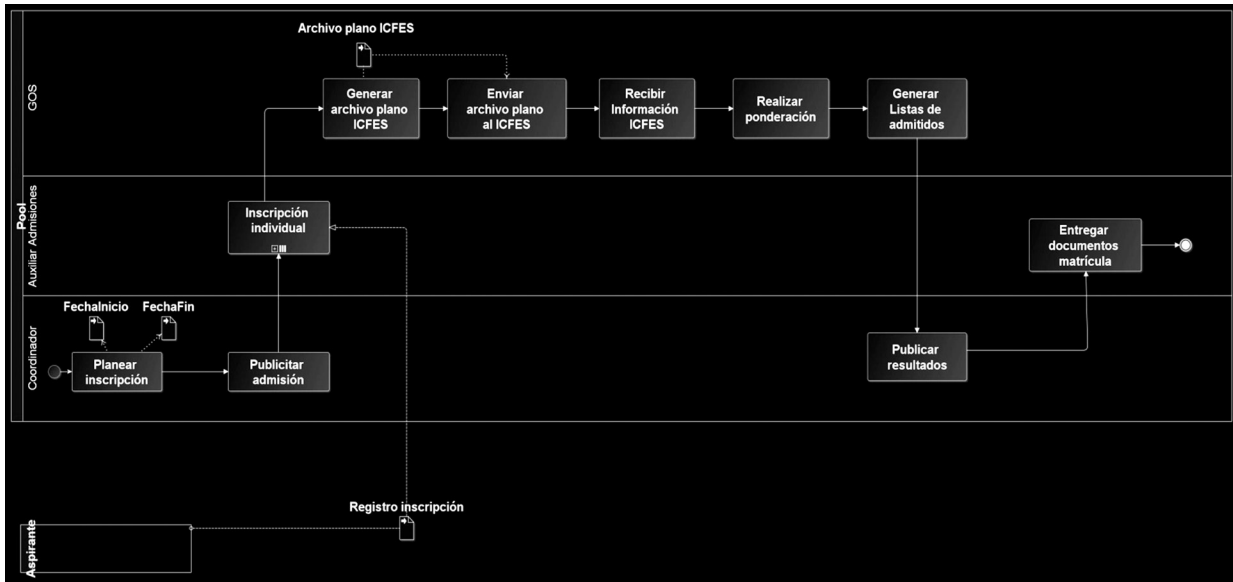 Archivo plano ICFES
GOS
Generar
archivo plano
ICFES
Enviar
archivo plano
al ICFES
Recibir
Información
ICFES
Realizar
ponderación
Generar
Listas de
admitidos
Pool
Auxiliar Admisiones
Inscripción
individual
Entregar
documentos
matrícula
Coordinador
FechaInicio
FechaFin
Planear
inscripción
Publicitar
admisión
Publicar
resultados
Registro inscripción
Aspirante